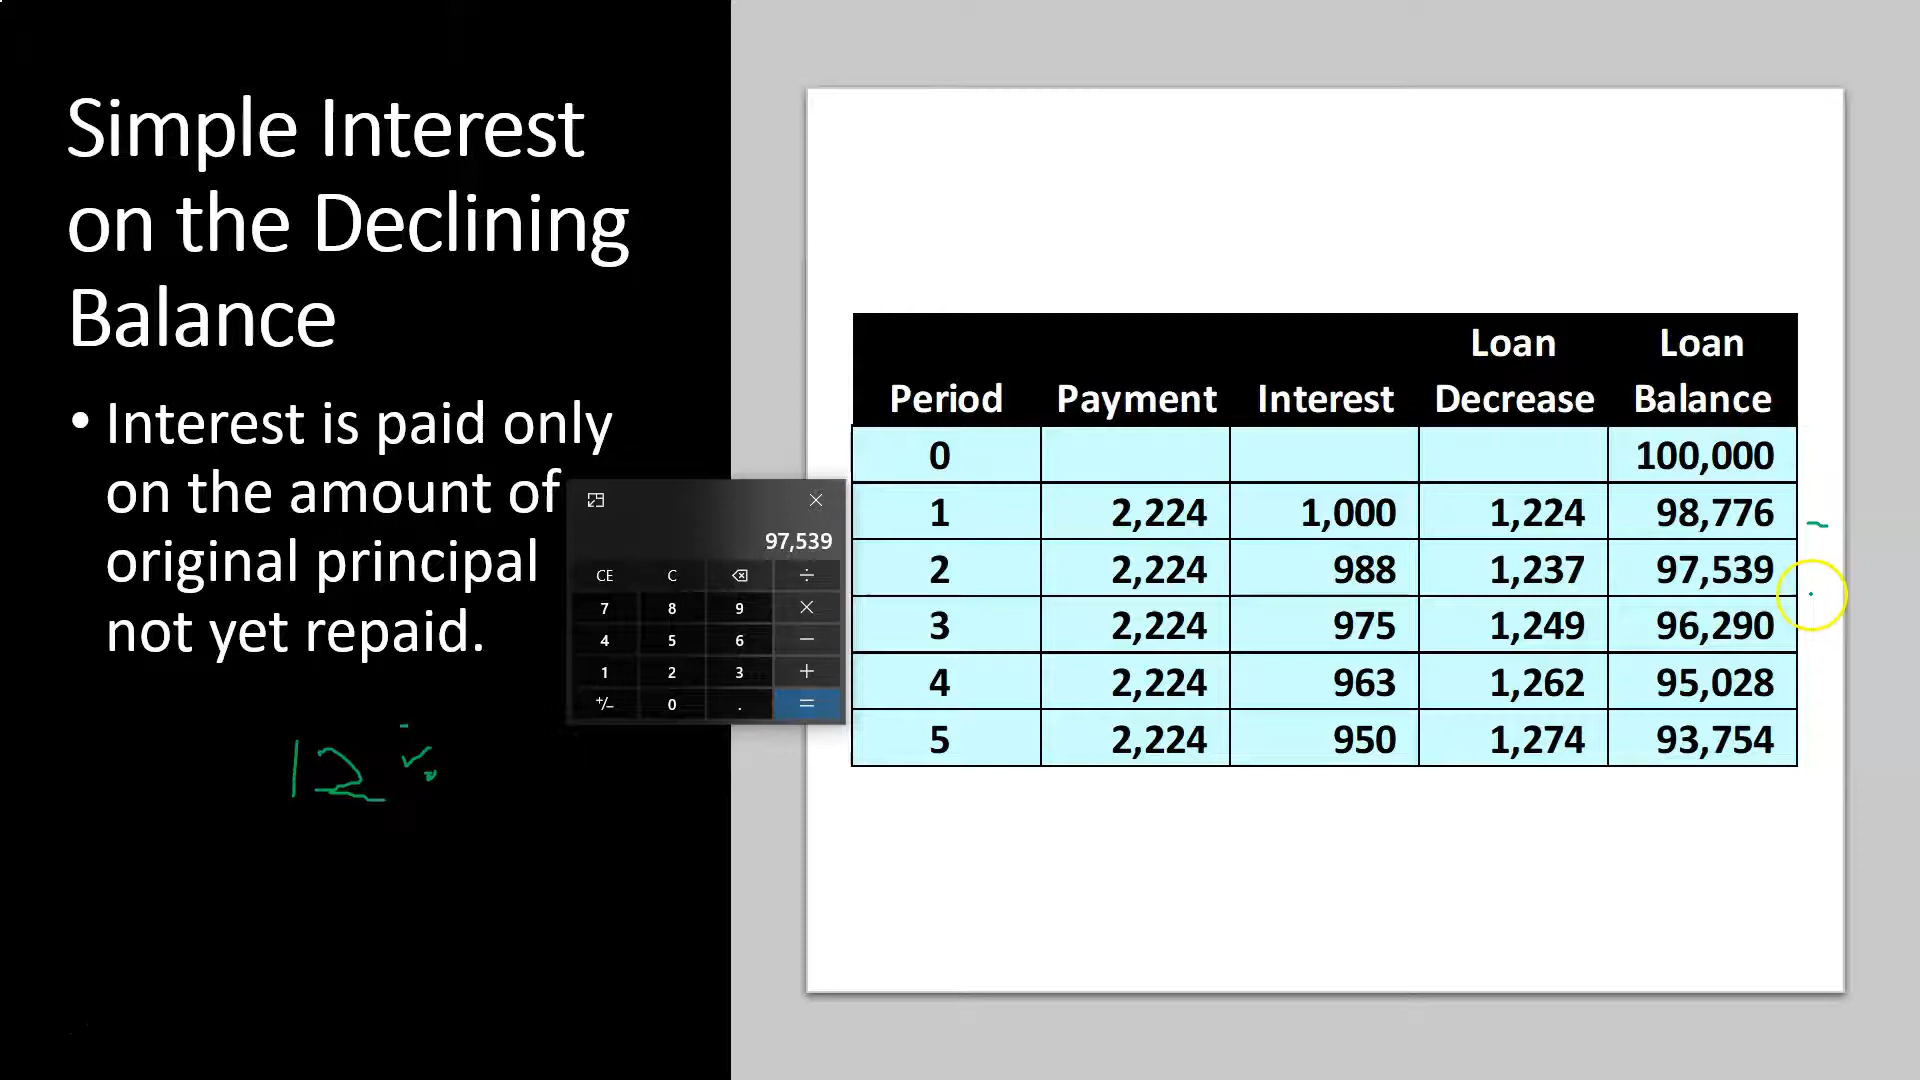 Simple Interest
on the Declining
Balance
• Interest is paid only
on the amount of
original principal
not yet repaid.
12 %
97,539
CE C ÷
7 8 9 ×
4 5 6 −
1 2 3 +
+/− 0 . =
Period Payment Interest Loan Decrease Loan Balance
0 100,000
1 2,224 1,000 1,224 98,776
2 2,224 988 1,237 97,539
3 2,224 975 1,249 96,290
4 2,224 963 1,262 95,028
5 2,224 950 1,274 93,754